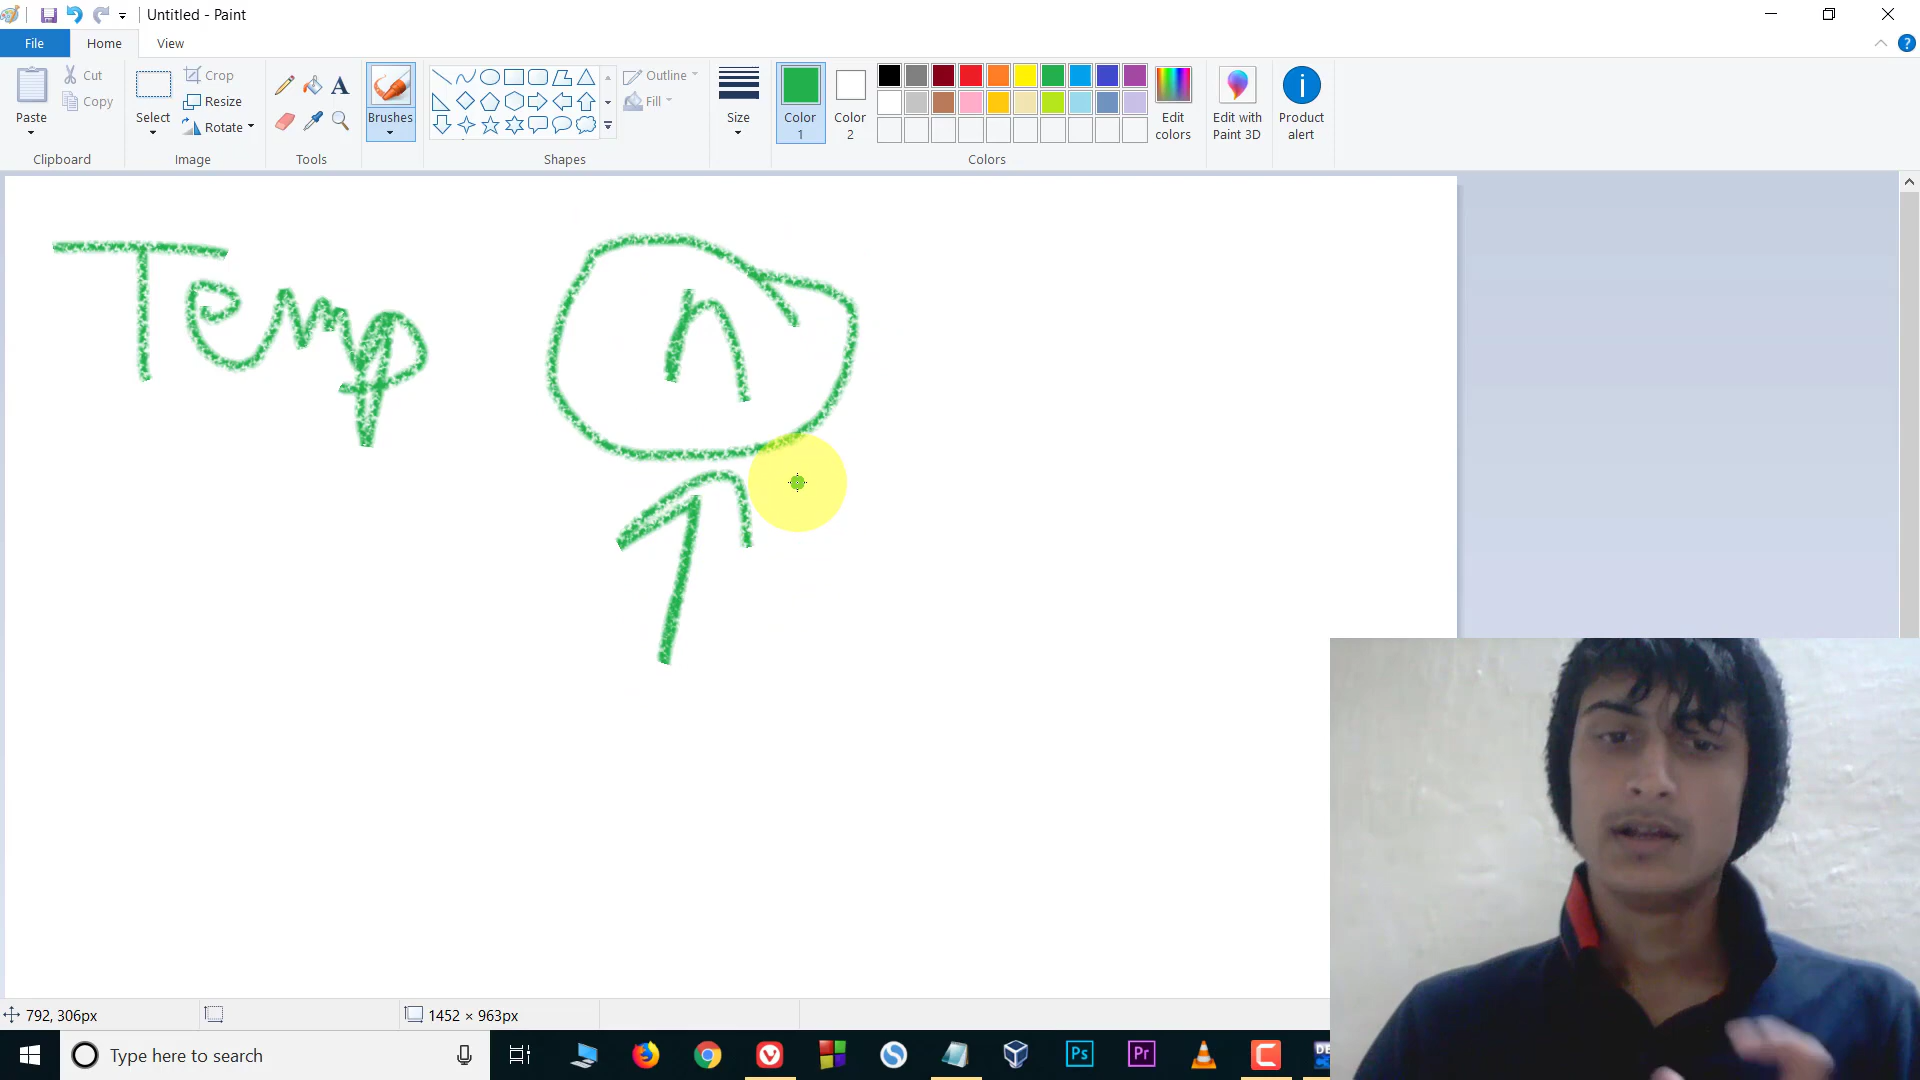 Untitled - Paint
File Home View
Paste
Cut
Copy
Clipboard
Select
Crop
Resize
Rotate
Image
Tools
Brushes
Shapes
Outline
Fill
Size
Color 1
Color 2
Colors
Edit colors
Edit with Paint 3D
Product alert
Temp n
792, 306px
1452 × 963px
Type here to search
Ps
Pr